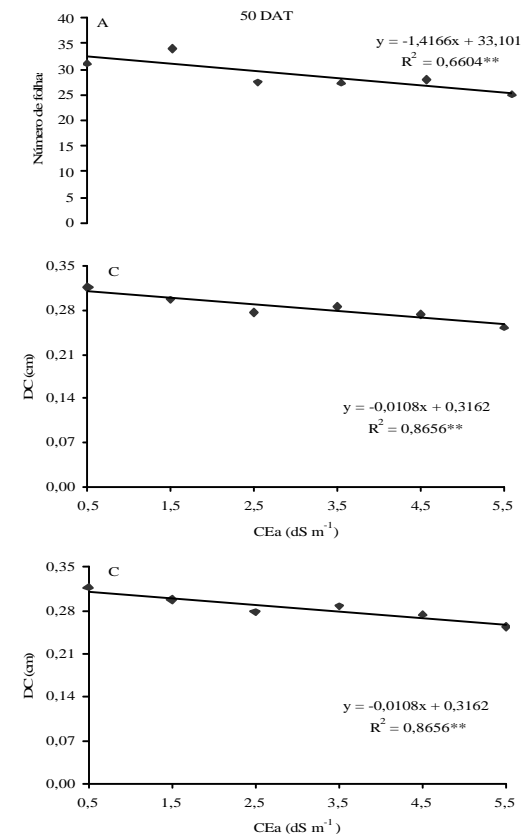 50 DAT
A
y = -1,4166x + 33,101
R² = 0,6604**
Número de folha:
40
35
30
25
20
15
10
5
0
C
0,35
0,28
0,21
0,14
0,07
0,00
DC (cm)
y = -0,0108x + 0,3162
R² = 0,8656**
0,5 1,5 2,5 3,5 4,5 5,5
CEa (dS m⁻¹)
C
0,35
0,28
0,21
0,14
0,07
0,00
DC (cm)
y = -0,0108x + 0,3162
R² = 0,8656**
0,5 1,5 2,5 3,5 4,5 5,5
CEa (dS m⁻¹)